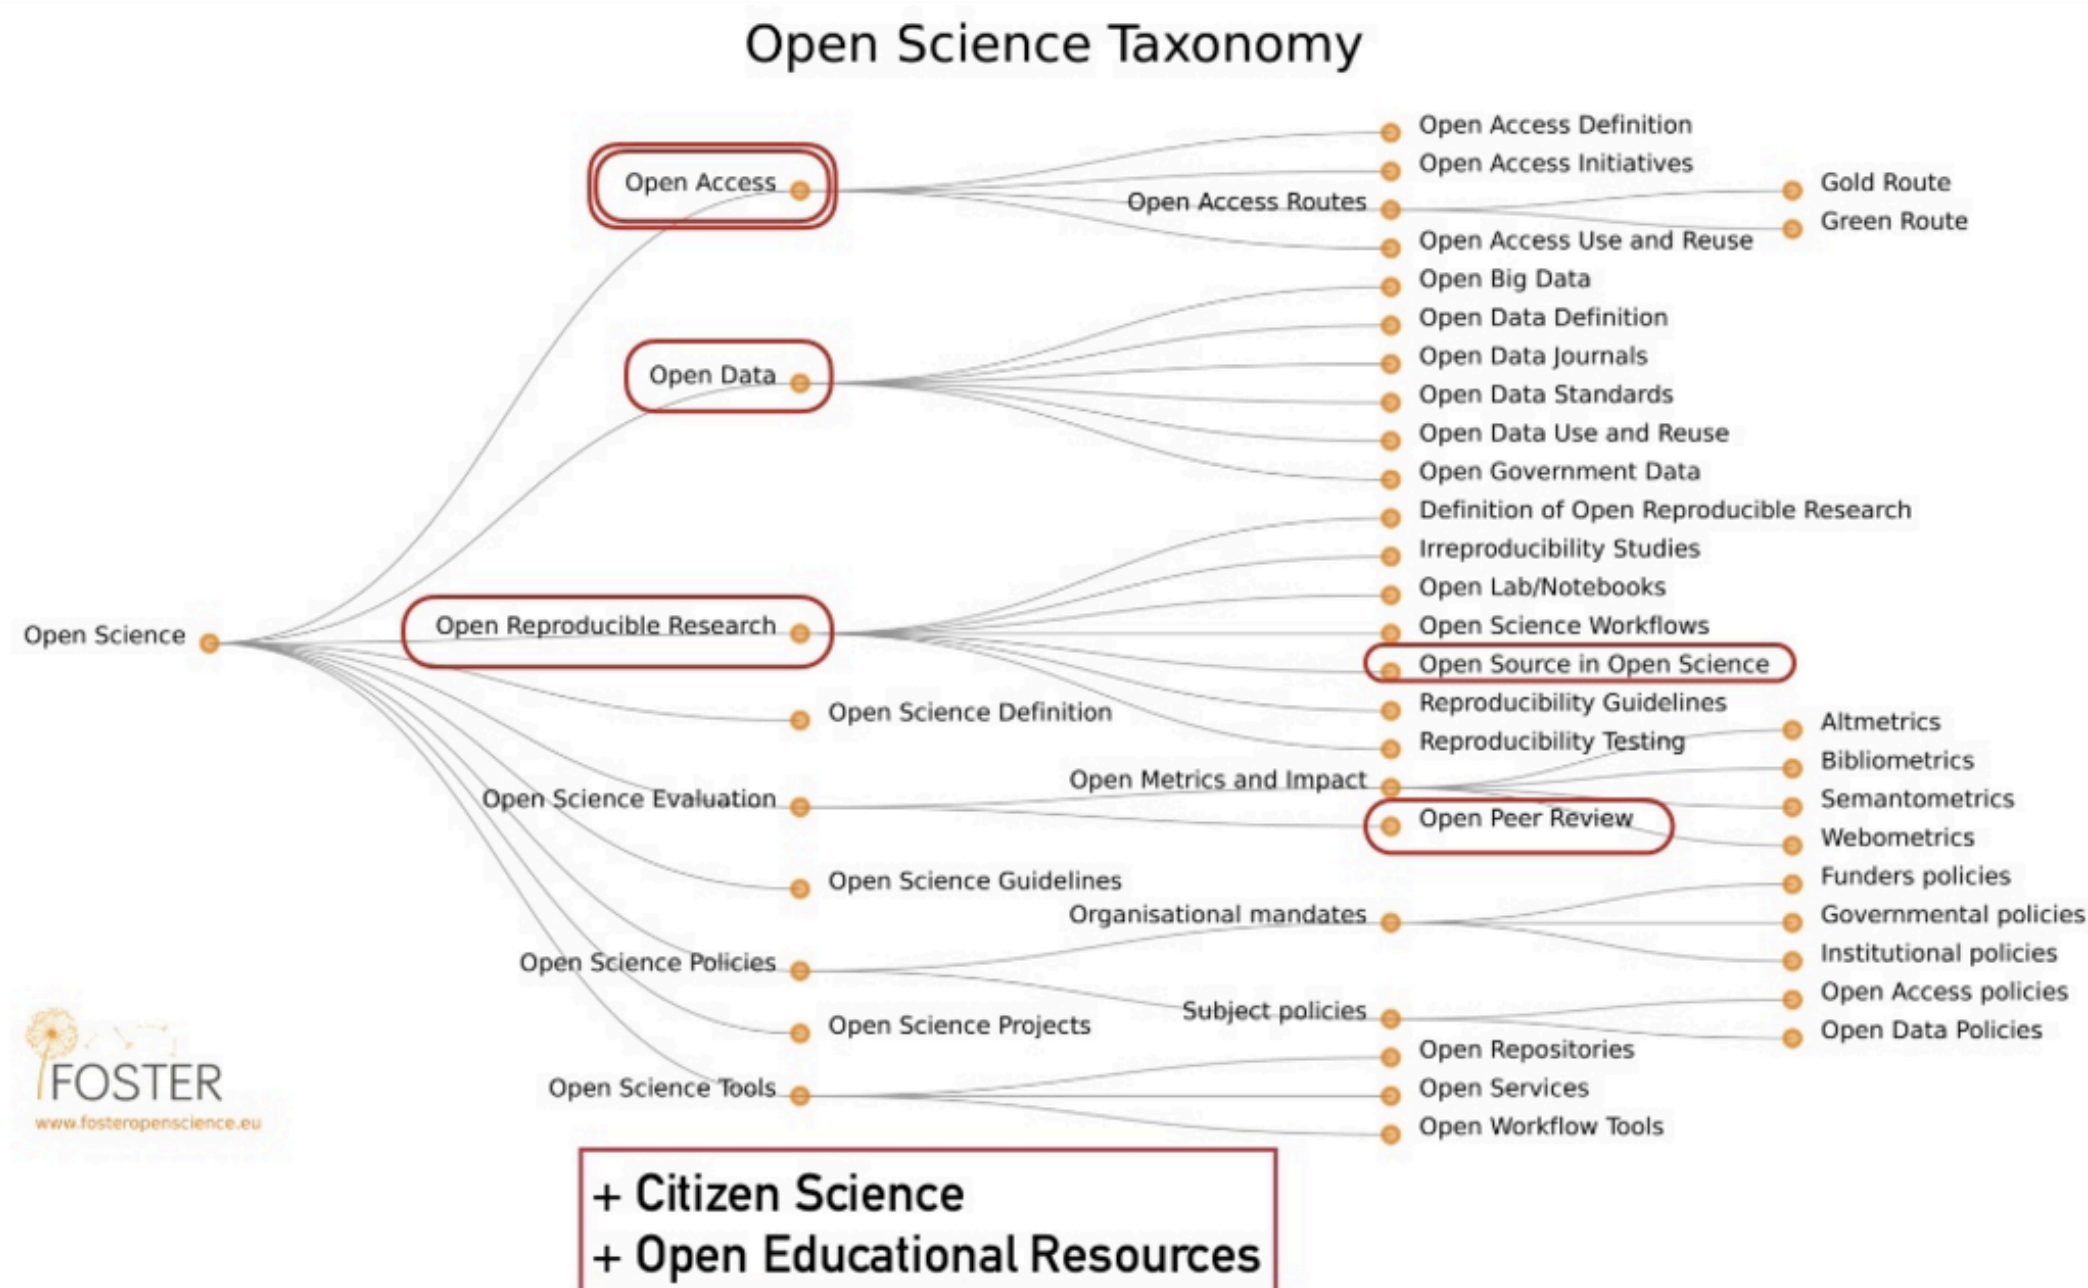 Open Science Taxonomy
Open Science
Open Access
Open Access Definition
Open Access Initiatives
Open Access Routes
Gold Route
Green Route
Open Access Use and Reuse
Open Data
Open Big Data
Open Data Definition
Open Data Journals
Open Data Standards
Open Data Use and Reuse
Open Government Data
Open Reproducible Research
Definition of Open Reproducible Research
Irreproducibility Studies
Open Lab/Notebooks
Open Science Workflows
Open Source in Open Science
Reproducibility Guidelines
Reproducibility Testing
Open Science Definition
Open Science Evaluation
Open Metrics and Impact
Altmetrics
Bibliometrics
Semantometrics
Webometrics
Open Peer Review
Open Science Guidelines
Open Science Policies
Organisational mandates
Funders policies
Governmental policies
Institutional policies
Subject policies
Open Access policies
Open Data Policies
Open Science Projects
Open Science Tools
Open Repositories
Open Services
Open Workflow Tools
FOSTER
www.fosteropenscience.eu
+ Citizen Science
+ Open Educational Resources